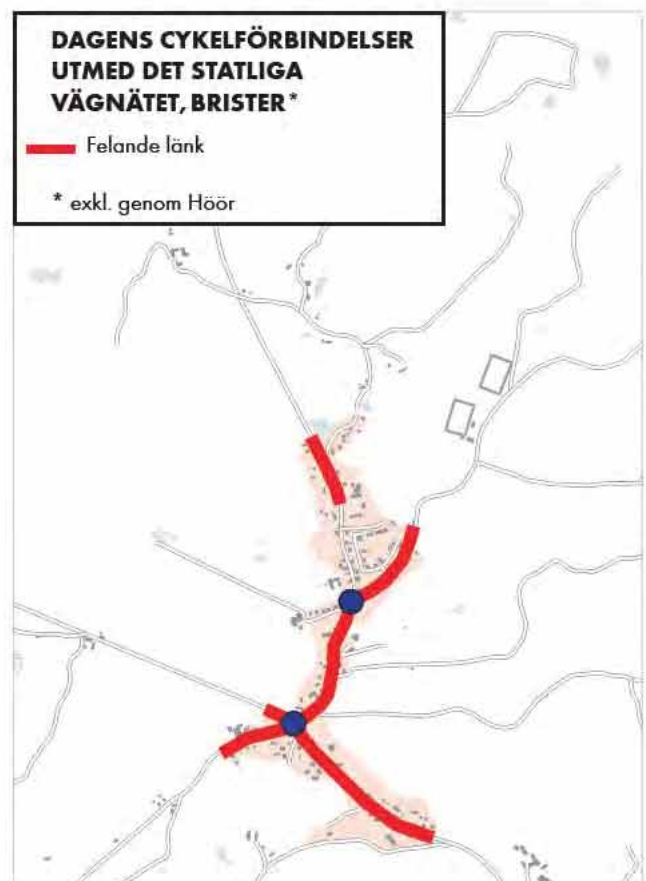 DAGENS CYKELFÖRBINDELSER
UTMED DET STATLIGA
VÄGNÄTET, BRISTER*
Felande länk
* exkl. genom Höör